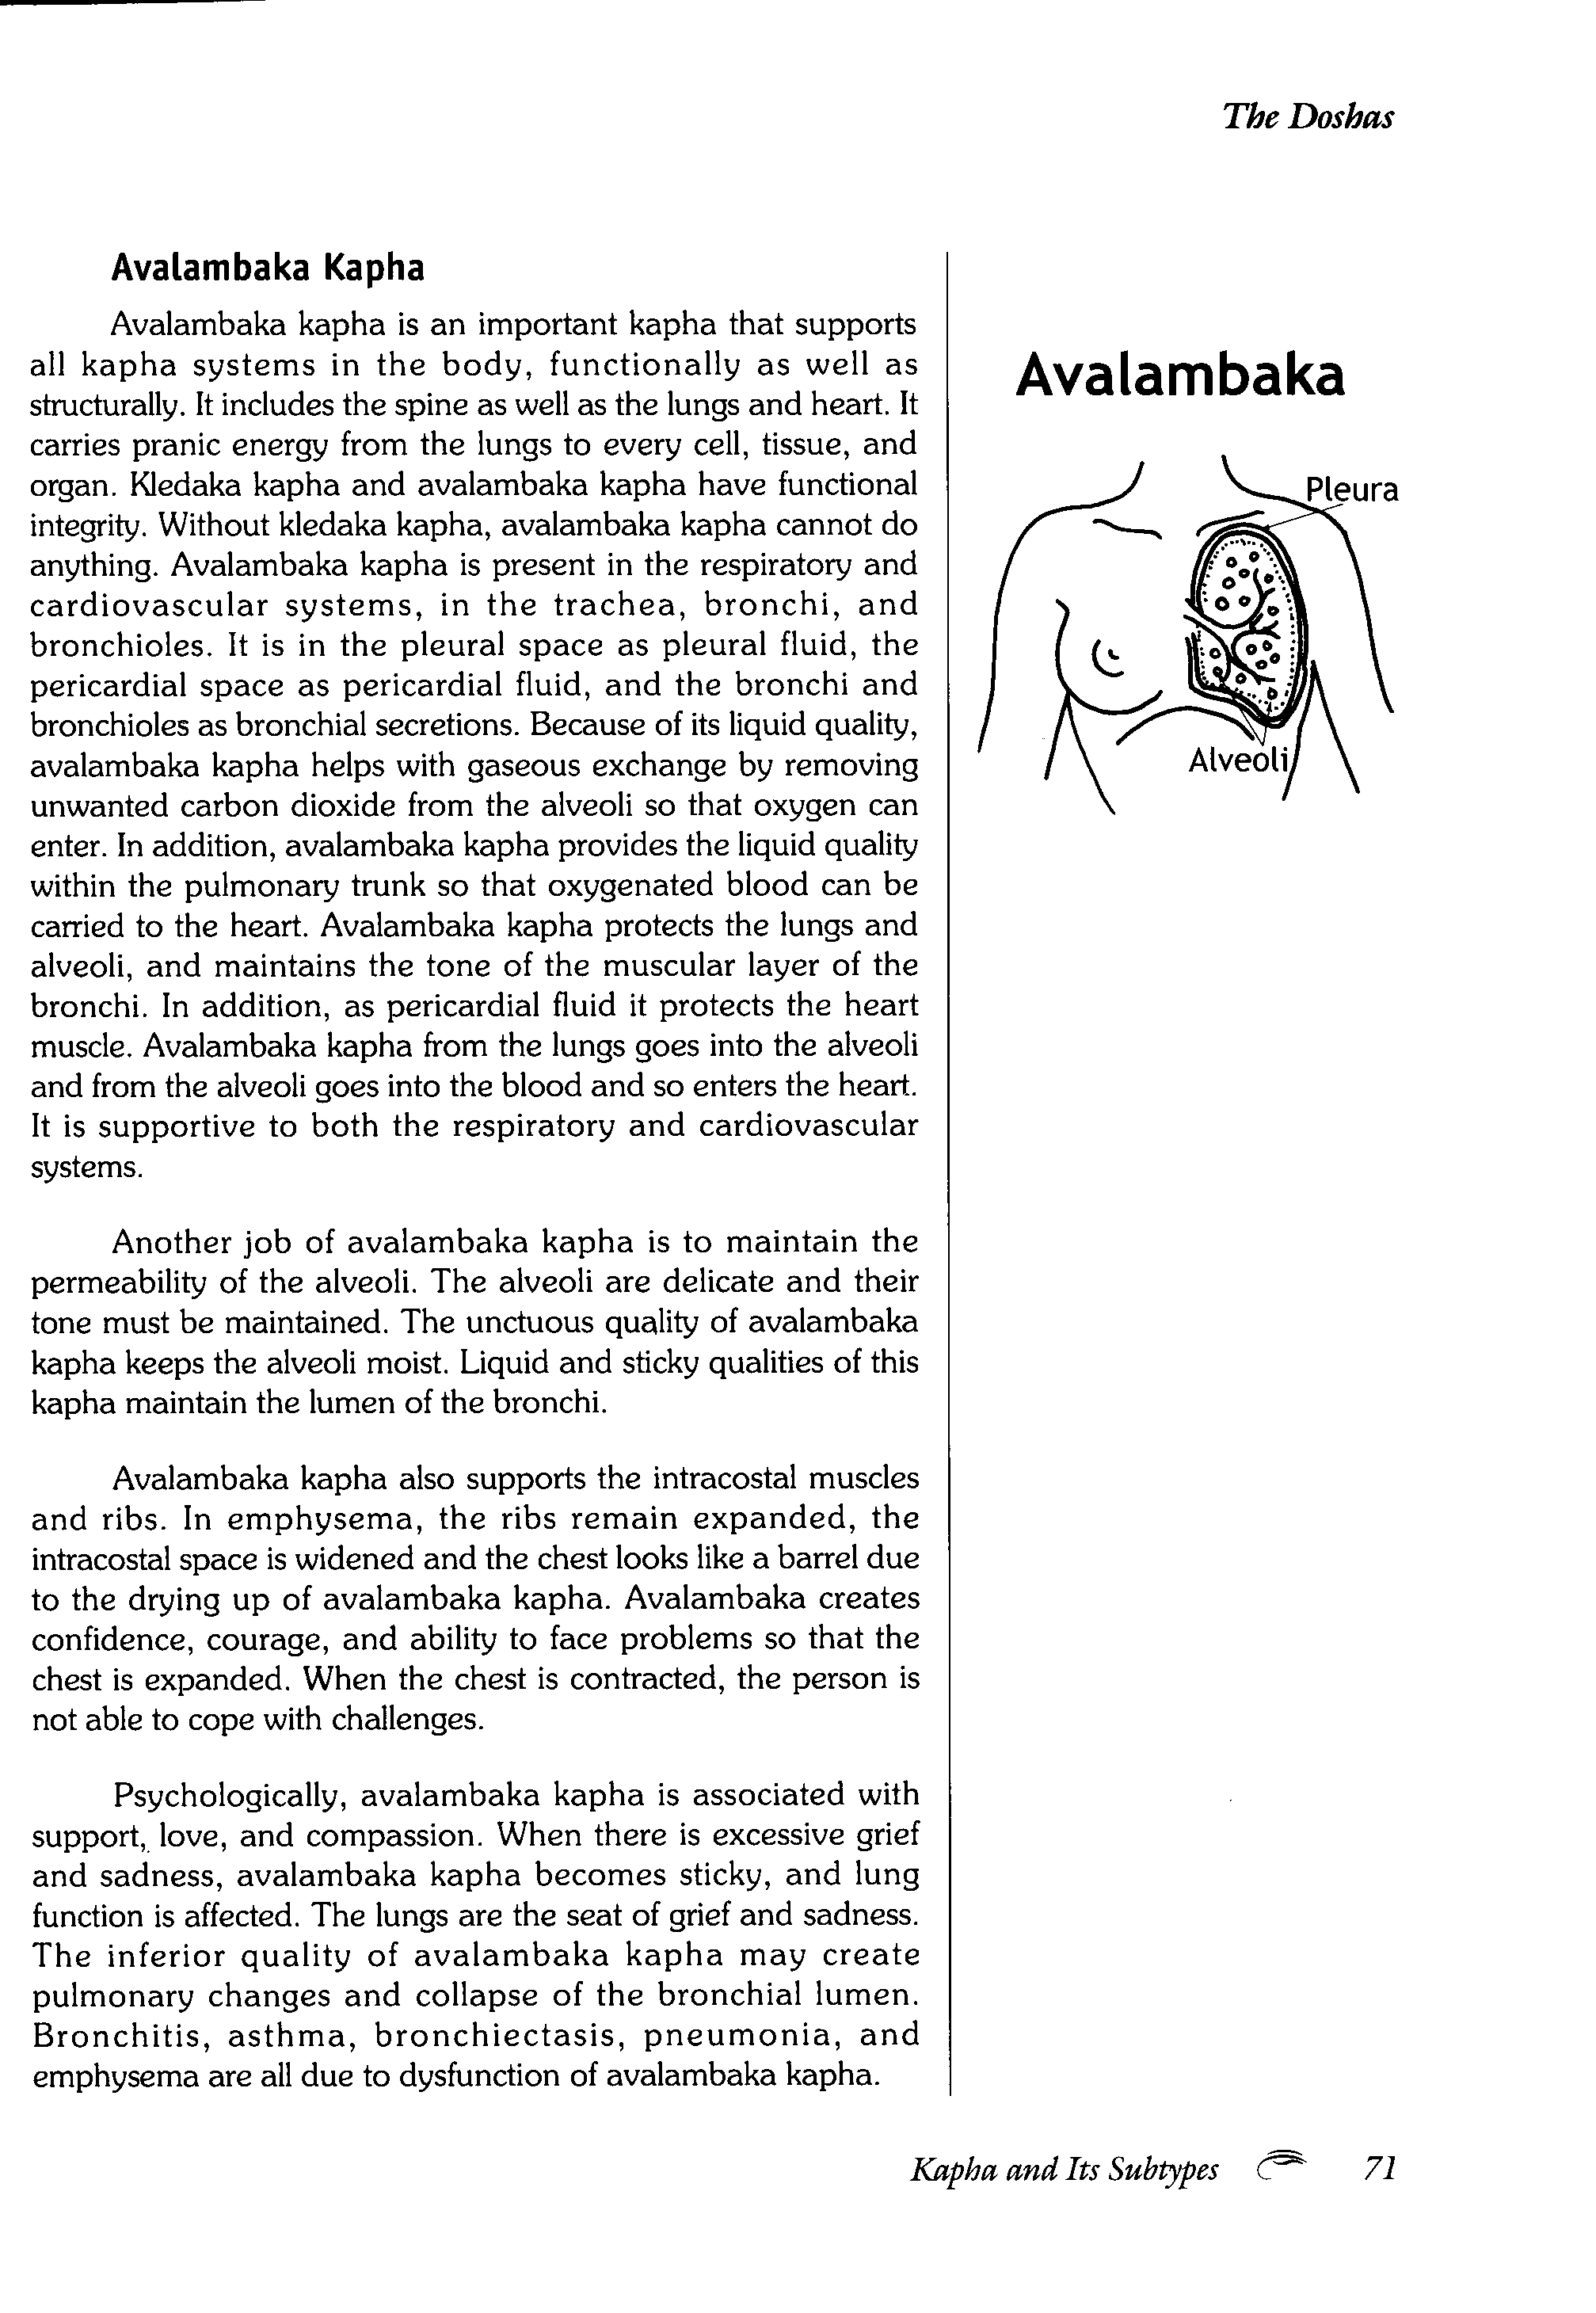 The Doshas
Avalambaka Kapha
Avalambaka kapha is an important kapha that supports
all kapha systems in the body, functionally as well as
structurally. It includes the spine as well as the lungs and heart. It
carries pranic energy from the lungs to every cell, tissue, and
organ. Kledaka kapha and avalambaka kapha have functional
integrity. Without kledaka kapha, avalambaka kapha cannot do
anything. Avalambaka kapha is present in the respiratory and
cardiovascular systems, in the trachea, bronchi, and
bronchioles. It is in the pleural space as pleural fluid, the
pericardial space as pericardial fluid, and the bronchi and
bronchioles as bronchial secretions. Because of its liquid quality,
avalambaka kapha helps with gaseous exchange by removing
unwanted carbon dioxide from the alveoli so that oxygen can
enter. In addition, avalambaka kapha provides the liquid quality
within the pulmonary trunk so that oxygenated blood can be
carried to the heart. Avalambaka kapha protects the lungs and
alveoli, and maintains the tone of the muscular layer of the
bronchi. In addition, as pericardial fluid it protects the heart
muscle. Avalambaka kapha from the lungs goes into the alveoli
and from the alveoli goes into the blood and so enters the heart.
It is supportive to both the respiratory and cardiovascular
systems.
Another job of avalambaka kapha is to maintain the
permeability of the alveoli. The alveoli are delicate and their
tone must be maintained. The unctuous quality of avalambaka
kapha keeps the alveoli moist. Liquid and sticky qualities of this
kapha maintain the lumen of the bronchi.
Avalambaka kapha also supports the intracostal muscles
and ribs. In emphysema, the ribs remain expanded, the
intracostal space is widened and the chest looks like a barrel due
to the drying up of avalambaka kapha. Avalambaka creates
confidence, courage, and ability to face problems so that the
chest is expanded. When the chest is contracted, the person is
not able to cope with challenges.
Psychologically, avalambaka kapha is associated with
support, love, and compassion. When there is excessive grief
and sadness, avalambaka kapha becomes sticky, and lung
function is affected. The lungs are the seat of grief and sadness.
The inferior quality of avalambaka kapha may create
pulmonary changes and collapse of the bronchial lumen.
Bronchitis, asthma, bronchiectasis, pneumonia, and
emphysema are all due to dysfunction of avalambaka kapha.
Avalambaka
Pleura
Alveoli
Kapha and Its Subtypes 71